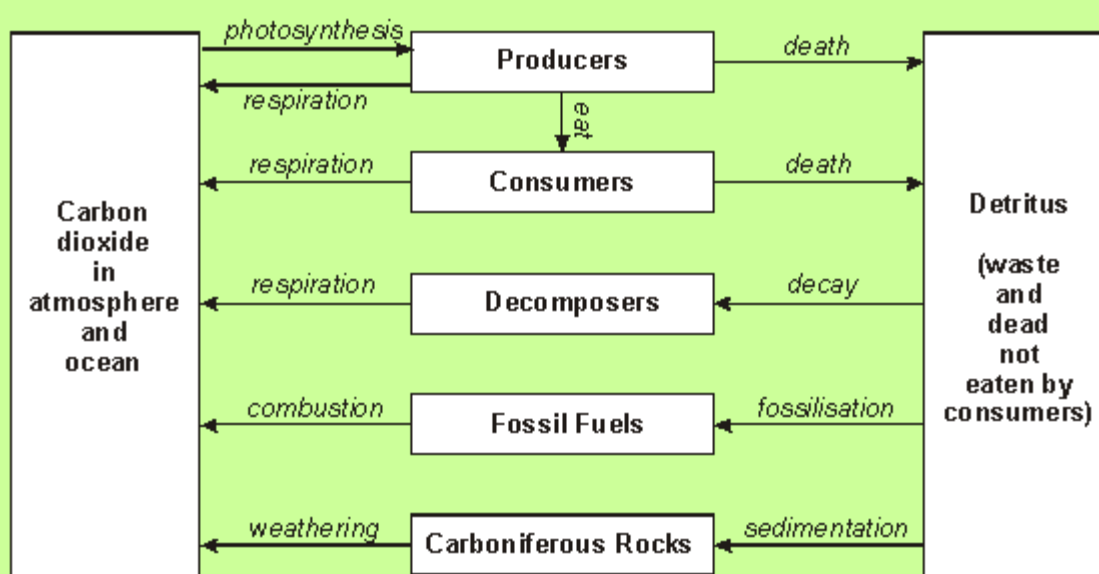 photosynthesis
Producers
death
respiration
eat
respiration
Consumers
death
Carbon
dioxide
in
atmosphere
and
ocean
Detritus
(waste
and
dead
not
eaten by
consumers)
respiration
Decomposers
decay
combustion
Fossil Fuels
fossilisation
weathering
Carboniferous Rocks
sedimentation